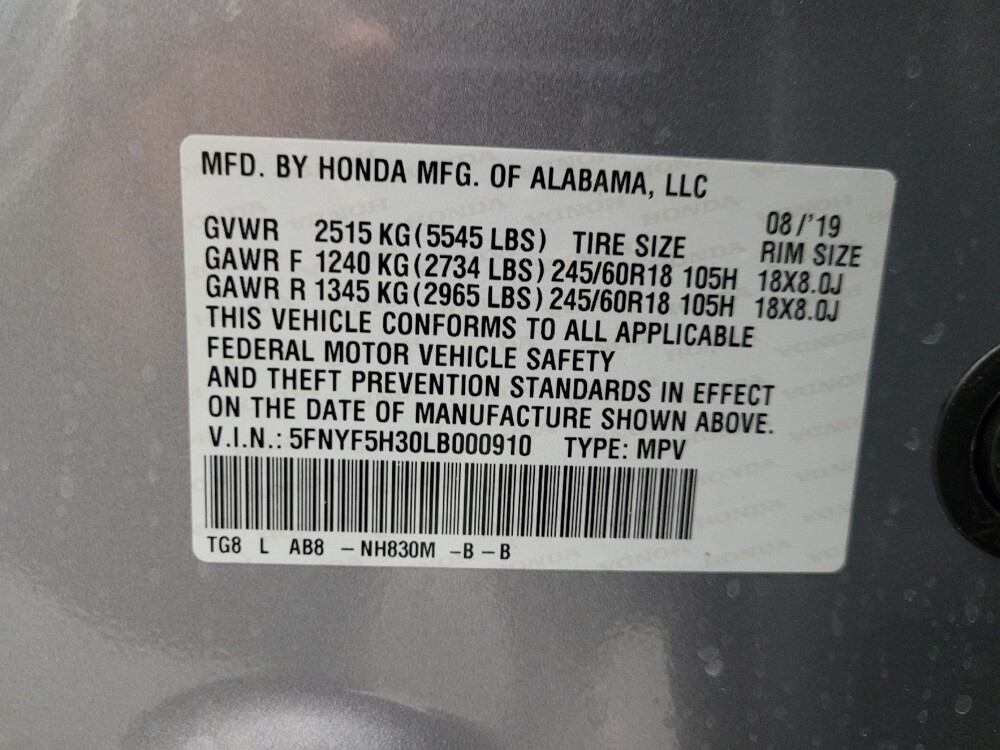 MFD. BY HONDA MFG. OF ALABAMA, LLC
08/'19
GVWR 2515 KG (5545 LBS) TIRE SIZE RIM SIZE
GAWR F 1240 KG (2734 LBS) 245/60R18 105H 18X8.0J
GAWR R 1345 KG (2965 LBS) 245/60R18 105H 18X8.0J
THIS VEHICLE CONFORMS TO ALL APPLICABLE
FEDERAL MOTOR VEHICLE SAFETY
AND THEFT PREVENTION STANDARDS IN EFFECT
ON THE DATE OF MANUFACTURE SHOWN ABOVE.
V.I.N.: 5FNYF5H30LB000910 TYPE: MPV
TG8 L AB8 – NH830M – B – B